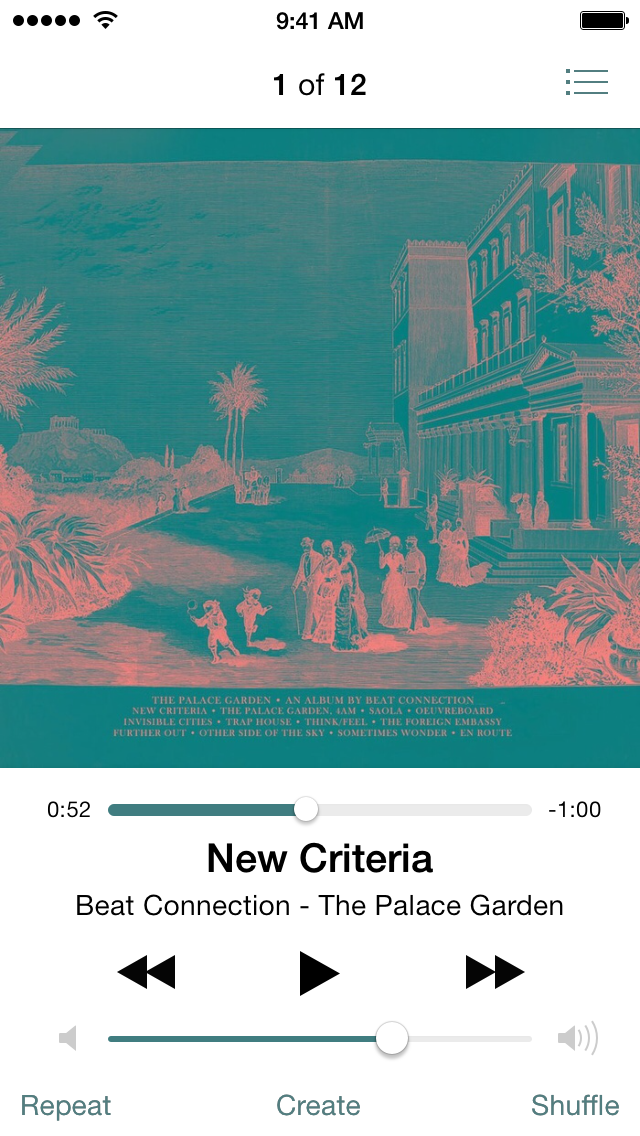 9:41 AM
1 of 12
THE PALACE GARDEN • AN ALBUM BY BEAT CONNECTION
NEW CRITERIA • THE PALACE GARDEN, 4AM • SAOLA • OEUVREBOARD
INVISIBLE CITIES • TRAP HOUSE • THINK/FEEL • THE FOREIGN EMBASSY
FURTHER OUT • OTHER SIDE OF THE SKY • SOMETIMES WONDER • EN ROUTE
0:52 -1:00
New Criteria
Beat Connection - The Palace Garden
Repeat Create Shuffle